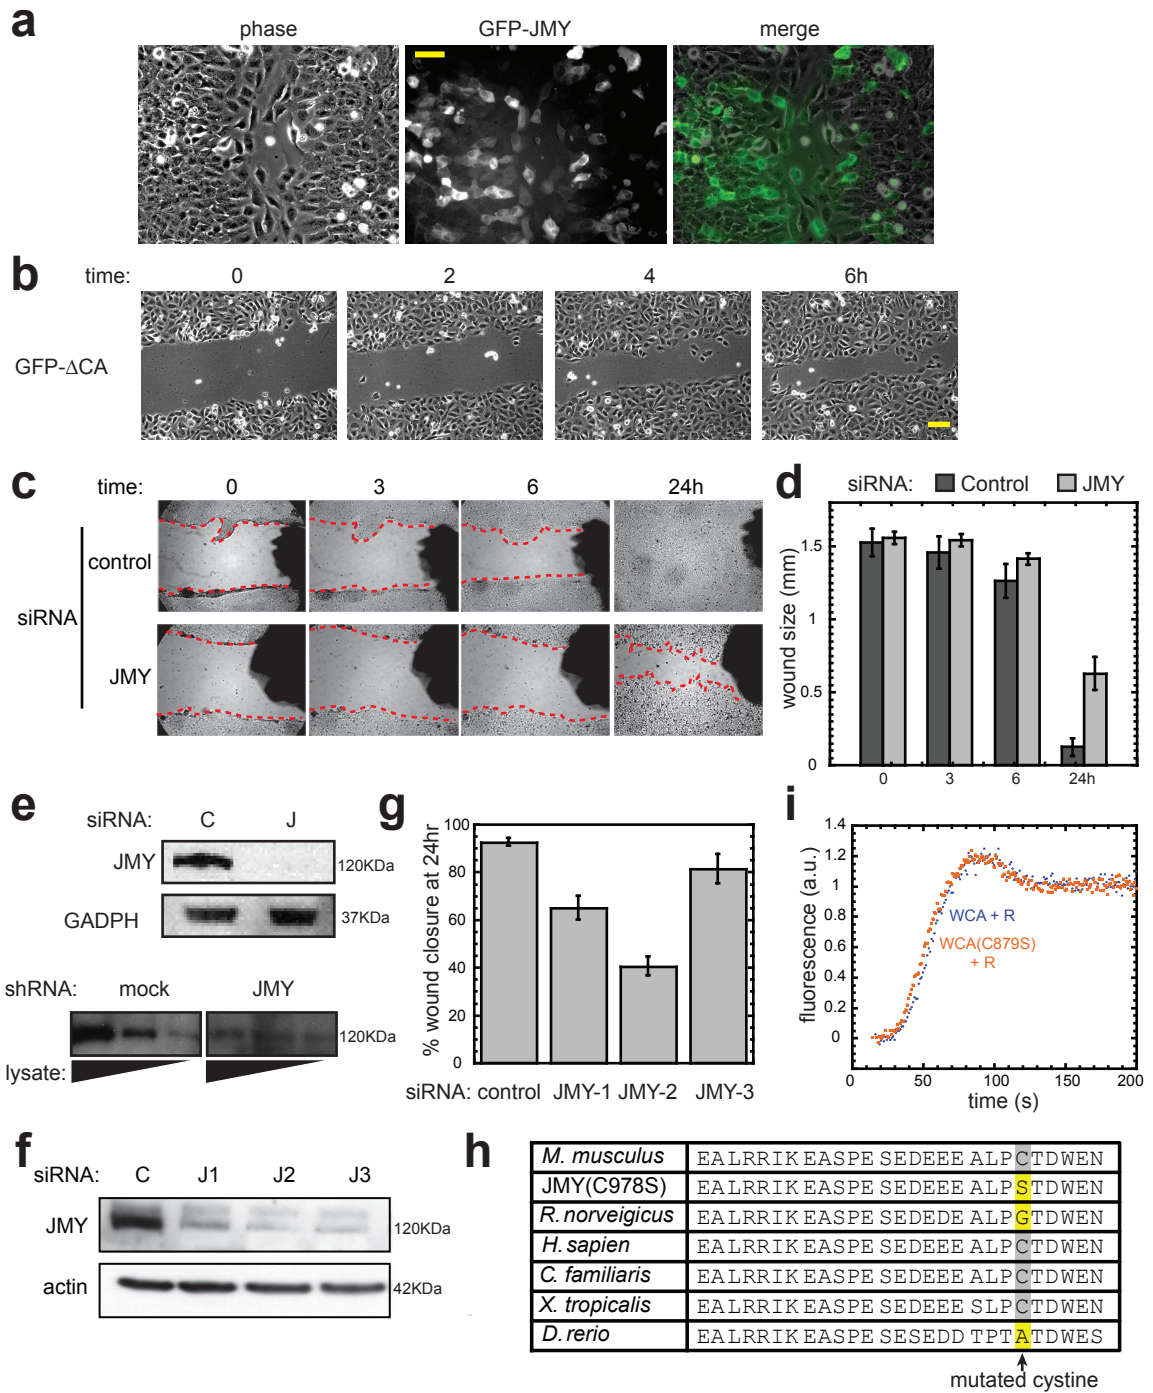 a
phase GFP-JMY merge
b
time: 0 2 4 6h
GFP-ΔCA
c
time: 0 3 6 24h
siRNA
control
JMY
d
siRNA: Control JMY
wound size (mm)
1.5
1
0.5
0
0 3 6 24h
e
siRNA: C J
JMY 120KDa
GADPH 37KDa
shRNA: mock JMY
120KDa
lysate:
f
siRNA: C J1 J2 J3
JMY 120KDa
actin 42KDa
g
% wound closure at 24hr
100
80
60
40
20
0
siRNA: control JMY-1 JMY-2 JMY-3
h
M. musculus EALRRIKEASPESEDEEEALPCTDWEN
JMY(C978S) EALRRIKEASPESEDEEEALPSTDWEN
R. norveigicus EALRRIKEASPESEDEDEALPGTDWEN
H. sapien EALRRIKEASPESEDEEEALPCTDWEN
C. familiaris EALRRIKEASPESEDEEEALPCTDWEN
X. tropicalis EALRRIKEASPESEDEEESLPCTDWEN
D. rerio EALRRIKEASPESESEDDTPTATDWES
mutated cystine
i
fluorescence (a.u.)
1.4
1.2
1
0.8
0.6
0.4
0.2
0
WCA + R
WCA(C879S)
+ R
0 50 100 150 200
time (s)